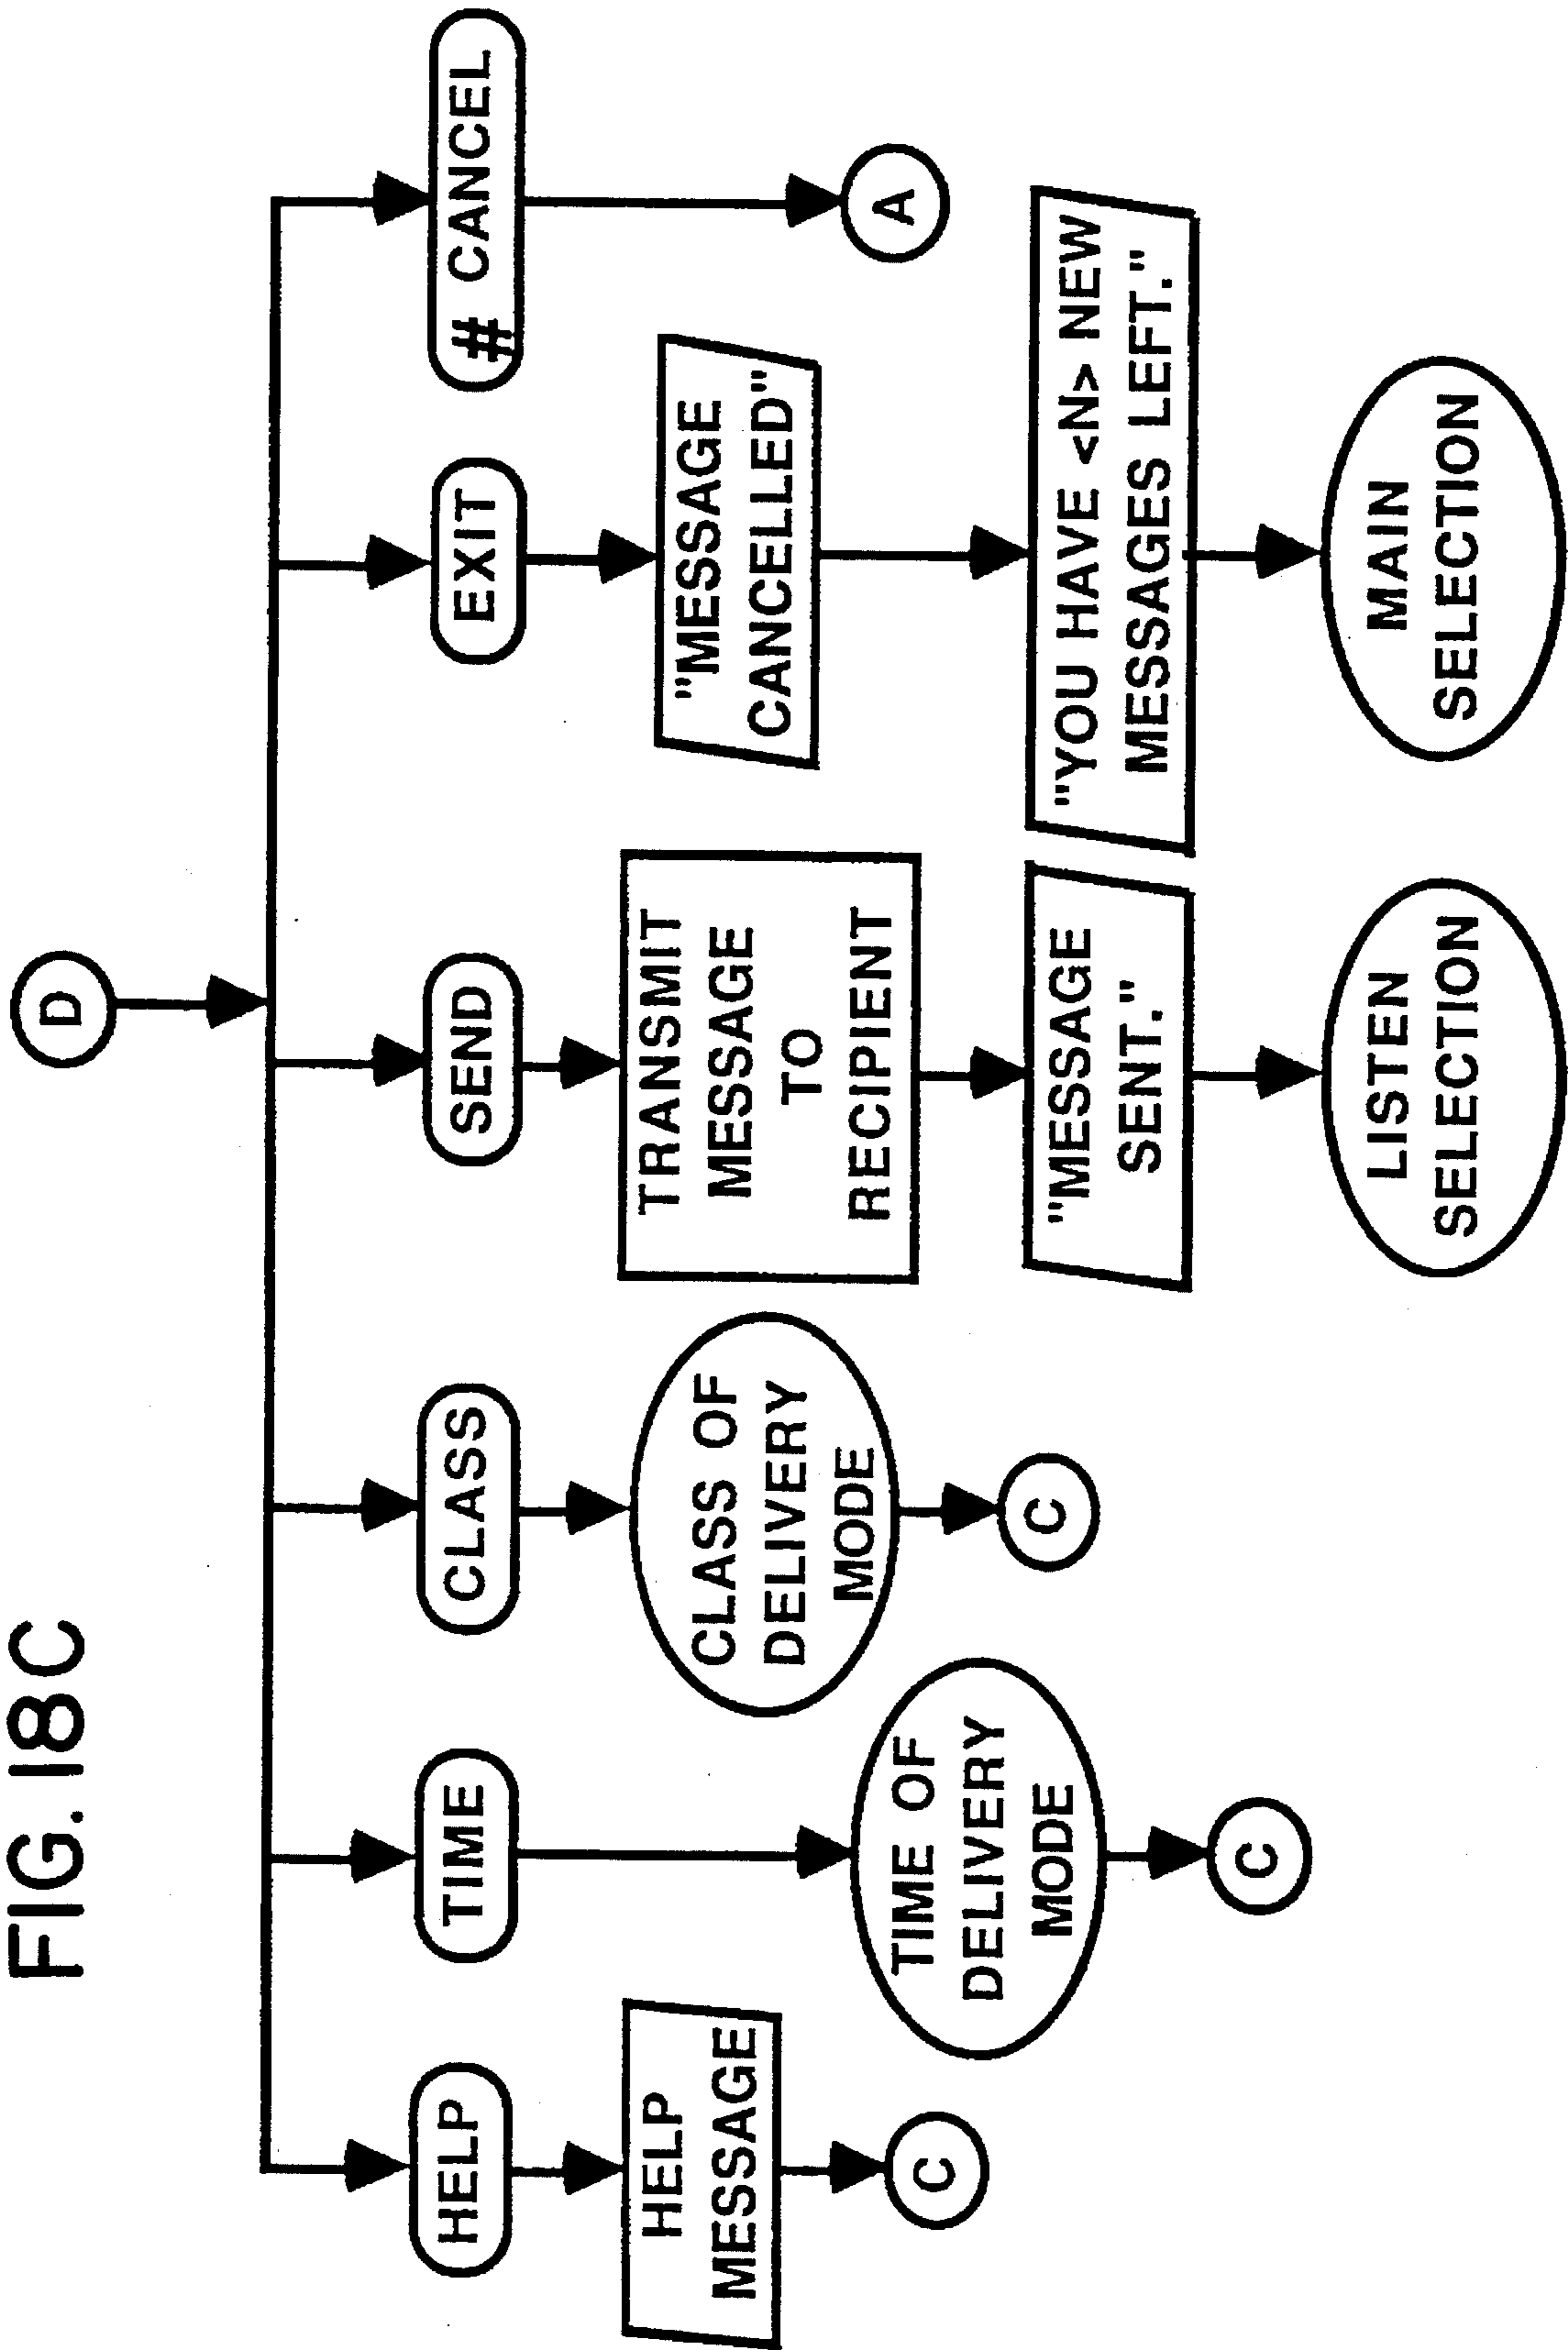 FIG. 18C
D
HELP
TIME
CLASS
SEND
EXIT
# CANCEL
HELP
MESSAGE
C
TIME OF
DELIVERY
MODE
C
CLASS OF
DELIVERY
MODE
C
TRANSMIT
MESSAGE
TO
RECIPIENT
"MESSAGE
SENT."
LISTEN
SELECTION
"MESSAGE
CANCELLED"
"YOU HAVE <N> NEW
MESSAGES LEFT."
MAIN
SELECTION
A